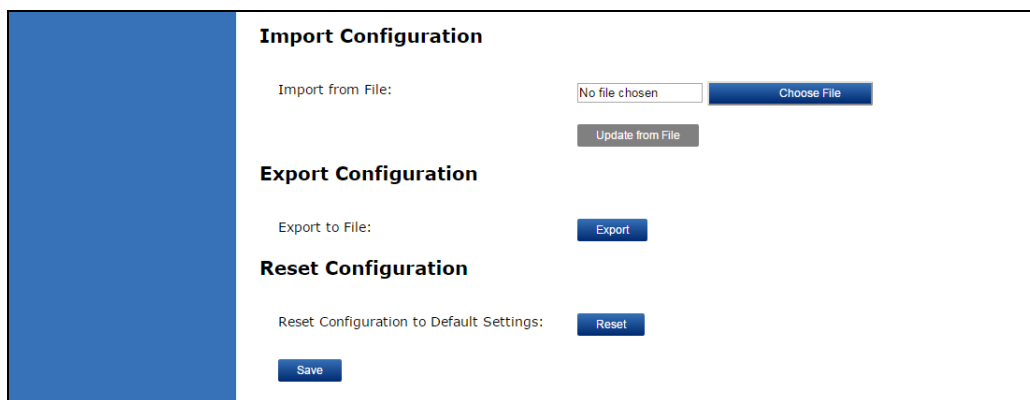 Import Configuration
Import from File:
No file chosen
Choose File
Update from File
Export Configuration
Export to File:
Export
Reset Configuration
Reset Configuration to Default Settings:
Reset
Save